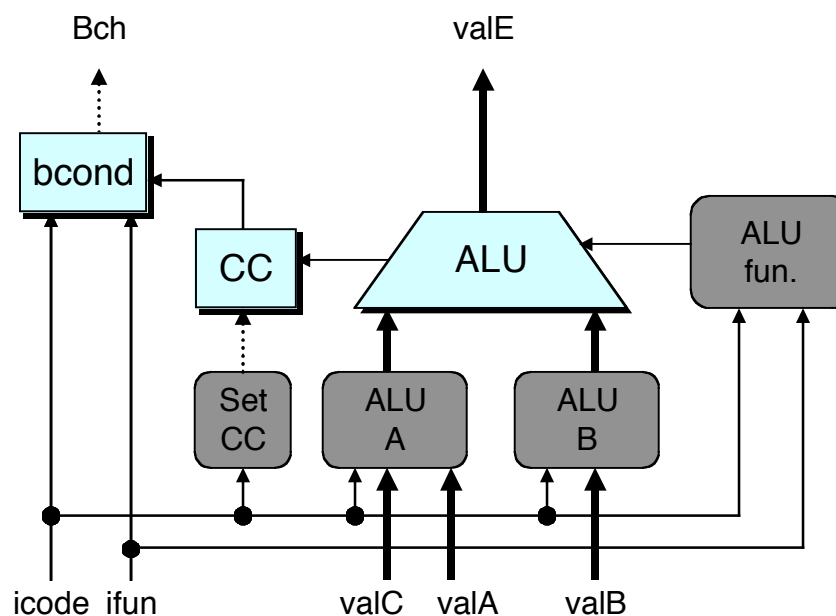 Bch
valE
bcond
CC
ALU
ALU
fun.
Set
CC
ALU
A
ALU
B
icode
ifun
valC
valA
valB